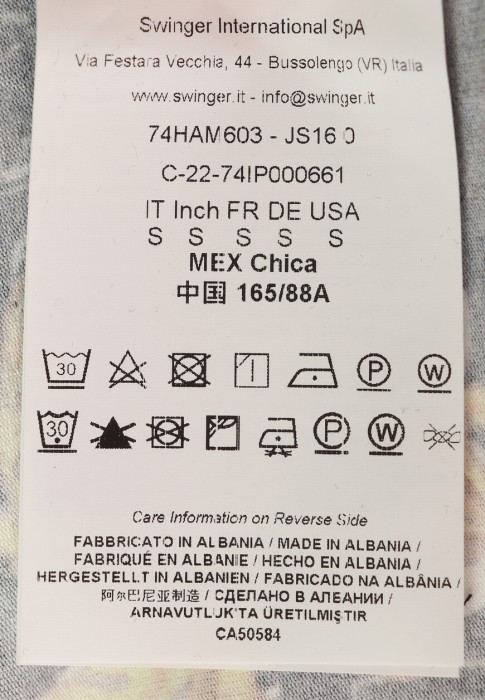 Swinger International SpA
Via Festara Vecchia, 44 - Bussolengo (VR) Italia
www.swinger.it - info@swinger.it
74HAM603 - JS16 0
C-22-74IP000661
IT Inch FR DE USA
S S S S S
MEX Chica
中国 165/88A
30 P W
30 P W
Care Information on Reverse Side
FABBRICATO IN ALBANIA / MADE IN ALBANIA /
FABRIQUÉ EN ALBANIE / HECHO EN ALBANIA /
HERGESTELLT IN ALBANIEN / FABRICADO NA ALBÂNIA /
阿尔巴尼亚制造 / СДЕЛАНО В АЛБАНИИ /
ARNAVUTLUK'TA ÜRETILMIŞTIR
CA50584